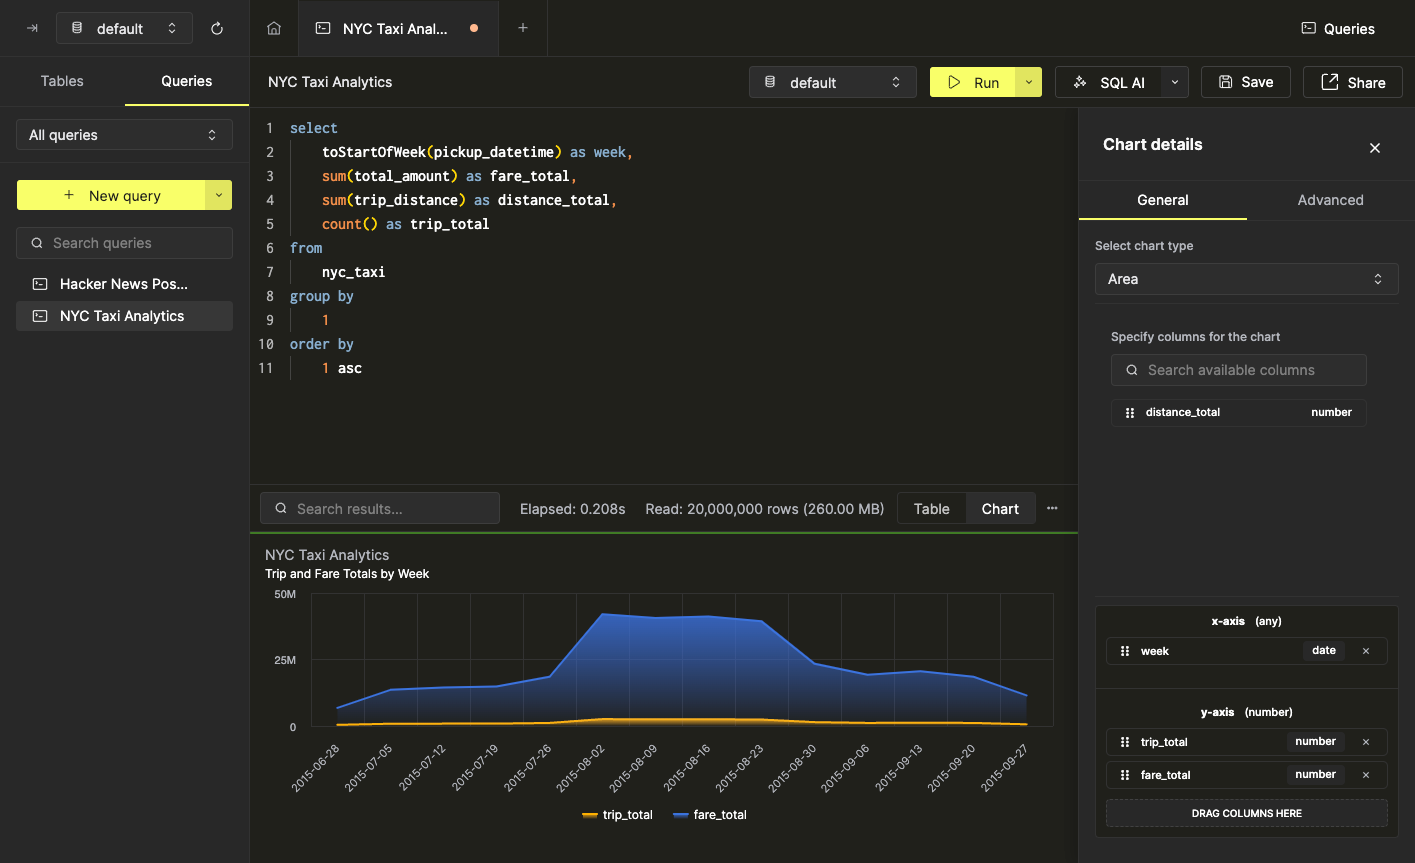 default
NYC Taxi Anal...
Queries
Tables
Queries
NYC Taxi Analytics
default
Run
SQL AI
Save
Share
All queries
New query
Search queries
Hacker News Pos...
NYC Taxi Analytics
1 select
2 toStartOfWeek(pickup_datetime) as week,
3 sum(total_amount) as fare_total,
4 sum(trip_distance) as distance_total,
5 count() as trip_total
6 from
7 nyc_taxi
8 group by
9 1
10 order by
11 1 asc
Search results...
Elapsed: 0.208s
Read: 20,000,000 rows (260.00 MB)
Table
Chart
NYC Taxi Analytics
Trip and Fare Totals by Week
50M
25M
0
2015-06-28
2015-07-05
2015-07-12
2015-07-19
2015-07-26
2015-08-02
2015-08-09
2015-08-16
2015-08-23
2015-08-30
2015-09-06
2015-09-13
2015-09-20
2015-09-27
trip_total
fare_total
Chart details
General
Advanced
Select chart type
Area
Specify columns for the chart
Search available columns
distance_total number
x-axis (any)
week date
y-axis (number)
trip_total number
fare_total number
DRAG COLUMNS HERE